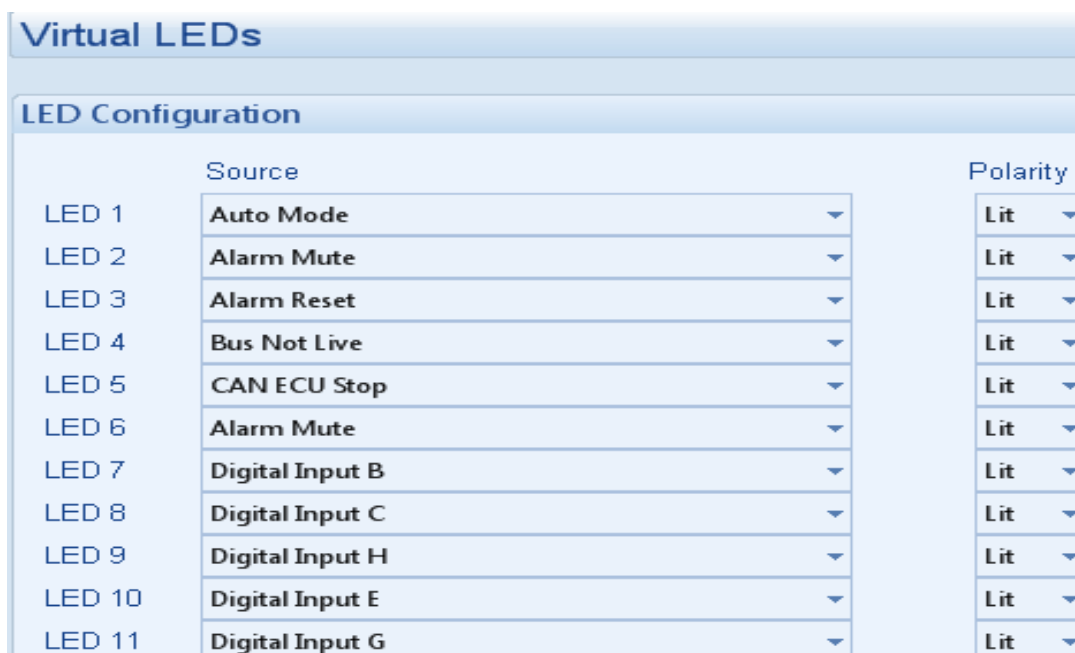 Virtual LEDs
LED Configuration
Source Polarity
LED 1 Auto Mode Lit
LED 2 Alarm Mute Lit
LED 3 Alarm Reset Lit
LED 4 Bus Not Live Lit
LED 5 CAN ECU Stop Lit
LED 6 Alarm Mute Lit
LED 7 Digital Input B Lit
LED 8 Digital Input C Lit
LED 9 Digital Input H Lit
LED 10 Digital Input E Lit
LED 11 Digital Input G Lit